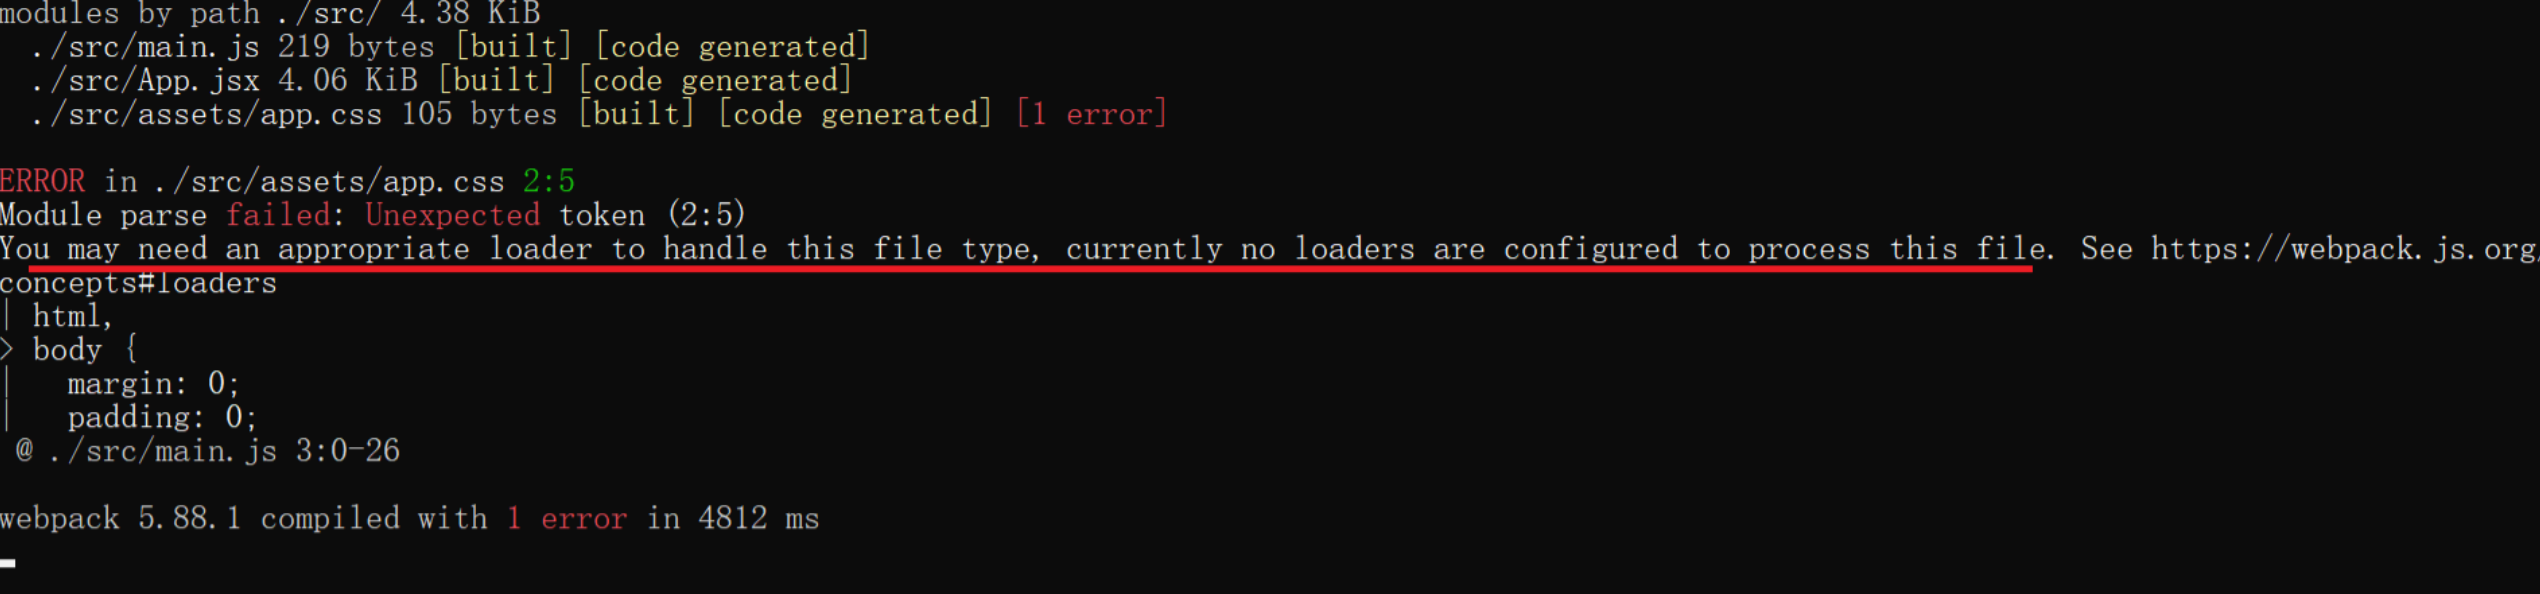 modules by path ./src/ 4.38 KiB
  ./src/main.js 219 bytes [built] [code generated]
  ./src/App.jsx 4.06 KiB [built] [code generated]
  ./src/assets/app.css 105 bytes [built] [code generated] [1 error]
ERROR in ./src/assets/app.css 2:5
Module parse failed: Unexpected token (2:5)
You may need an appropriate loader to handle this file type, currently no loaders are configured to process this file. See https://webpack.js.org/
concepts#loaders
| html,
> body {
|   margin: 0;
|   padding: 0;
 @ ./src/main.js 3:0-26
webpack 5.88.1 compiled with 1 error in 4812 ms